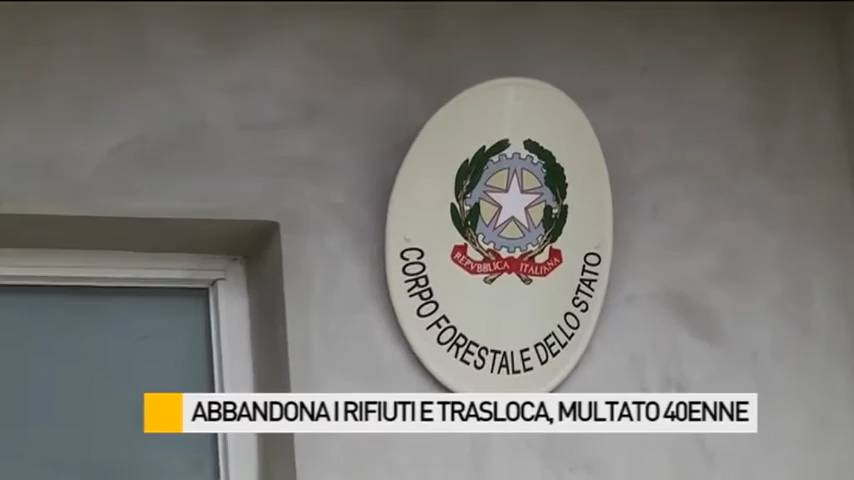 REPVBBLICA ITALIANA
CORPO FORESTALE DELLO STATO
ABBANDONA I RIFIUTI E TRASLOCA, MULTATO 40ENNE